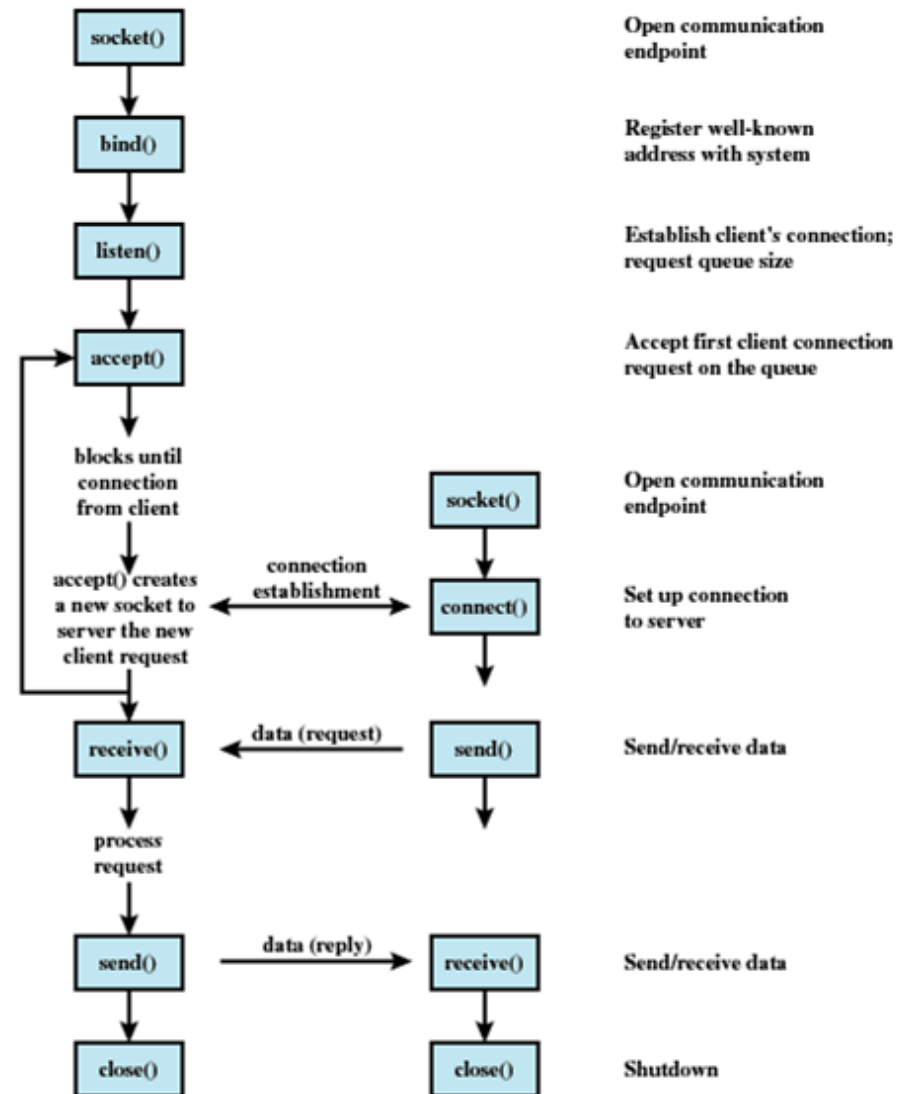 socket()
Open communication
endpoint
bind()
Register well-known
address with system
listen()
Establish client's connection;
request queue size
accept()
Accept first client connection
request on the queue
blocks until
connection
from client
socket()
Open communication
endpoint
accept() creates
a new socket to
server the new
client request
connection
establishment
connect()
Set up connection
to server
receive()
data (request)
send()
Send/receive data
process
request
send()
data (reply)
receive()
Send/receive data
close()
close()
Shutdown